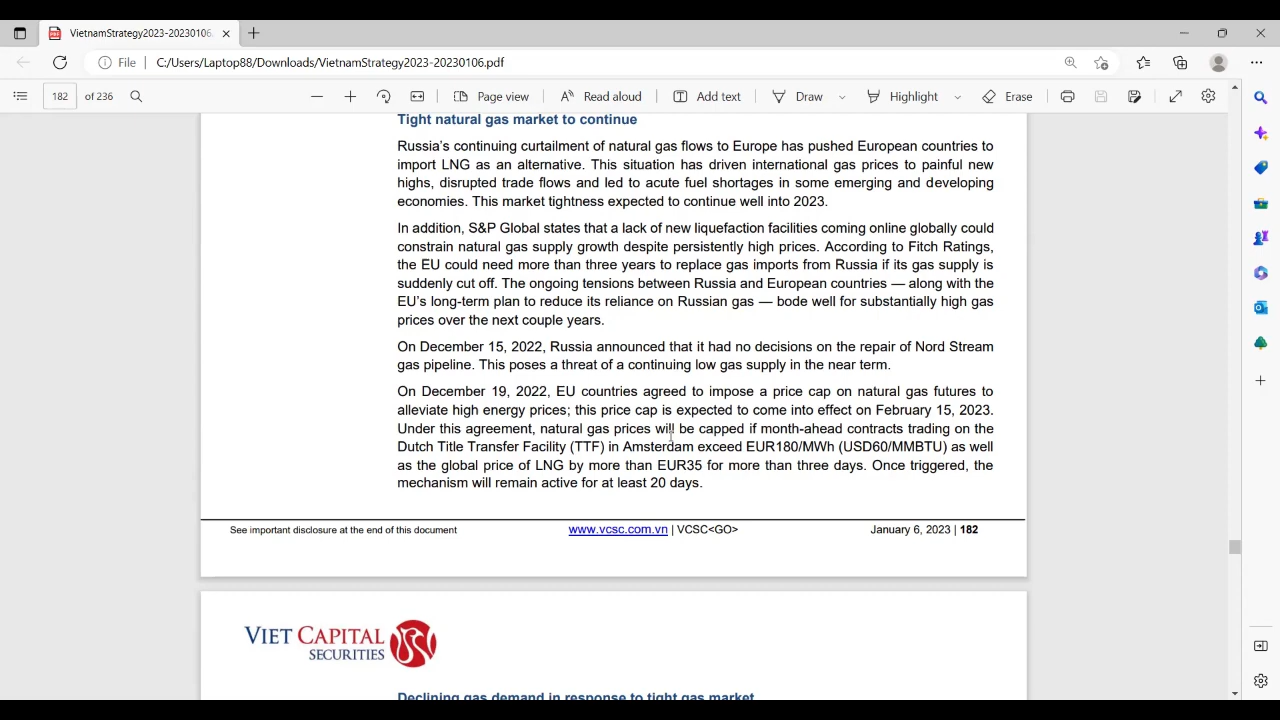 VietnamStrategy2023-20230106.
File
C:/Users/Laptop88/Downloads/VietnamStrategy2023-20230106.pdf
182 of 236
Page view
Read aloud
Add text
Draw
Highlight
Erase
Tight natural gas market to continue
Russia's continuing curtailment of natural gas flows to Europe has pushed European countries to
import LNG as an alternative. This situation has driven international gas prices to painful new
highs, disrupted trade flows and led to acute fuel shortages in some emerging and developing
economies. This market tightness expected to continue well into 2023.
In addition, S&P Global states that a lack of new liquefaction facilities coming online globally could
constrain natural gas supply growth despite persistently high prices. According to Fitch Ratings,
the EU could need more than three years to replace gas imports from Russia if its gas supply is
suddenly cut off. The ongoing tensions between Russia and European countries — along with the
EU's long-term plan to reduce its reliance on Russian gas — bode well for substantially high gas
prices over the next couple years.
On December 15, 2022, Russia announced that it had no decisions on the repair of Nord Stream
gas pipeline. This poses a threat of a continuing low gas supply in the near term.
On December 19, 2022, EU countries agreed to impose a price cap on natural gas futures to
alleviate high energy prices; this price cap is expected to come into effect on February 15, 2023.
Under this agreement, natural gas prices will be capped if month-ahead contracts trading on the
Dutch Title Transfer Facility (TTF) in Amsterdam exceed EUR180/MWh (USD60/MMBTU) as well
as the global price of LNG by more than EUR35 for more than three days. Once triggered, the
mechanism will remain active for at least 20 days.
See important disclosure at the end of this document
www.vcsc.com.vn | VCSC<GO>
January 6, 2023 | 182
VIET CAPITAL
SECURITIES
Declining gas demand in response to tight gas market